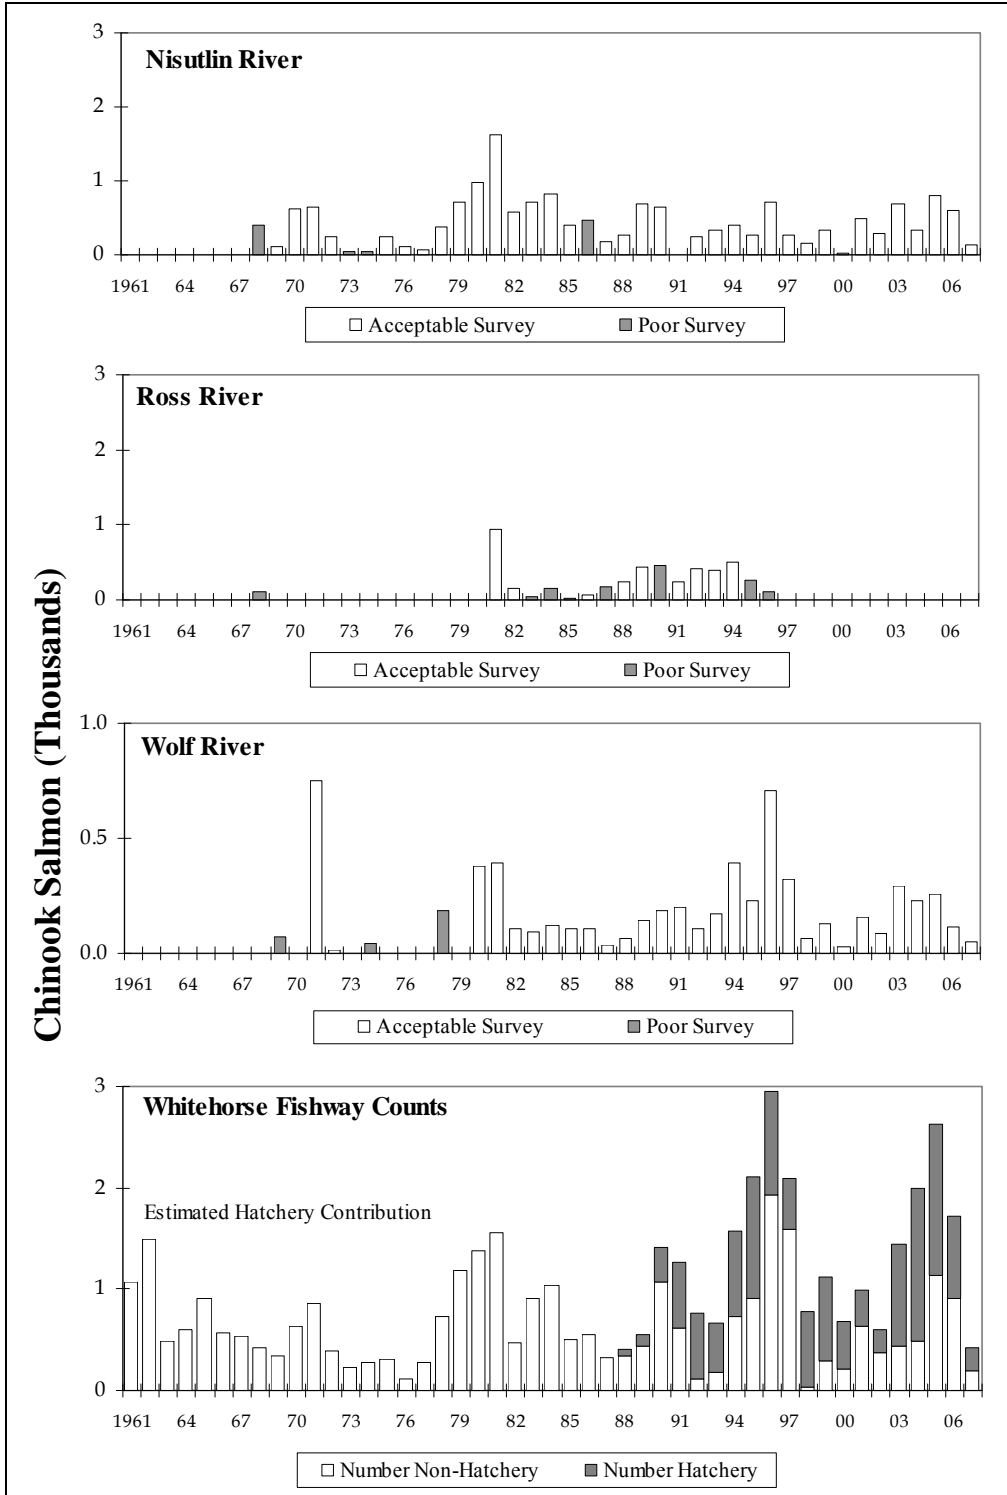 Chinook Salmon (Thousands)
Nisutlin River
3
2
1
0
1961 64 67 70 73 76 79 82 85 88 91 94 97 00 03 06
Acceptable Survey Poor Survey
Ross River
3
2
1
0
1961 64 67 70 73 76 79 82 85 88 91 94 97 00 03 06
Acceptable Survey Poor Survey
Wolf River
1.0
0.5
0.0
1961 64 67 70 73 76 79 82 85 88 91 94 97 00 03 06
Acceptable Survey Poor Survey
Whitehorse Fishway Counts
Estimated Hatchery Contribution
3
2
1
0
1961 64 67 70 73 76 79 82 85 88 91 94 97 00 03 06
Number Non-Hatchery Number Hatchery